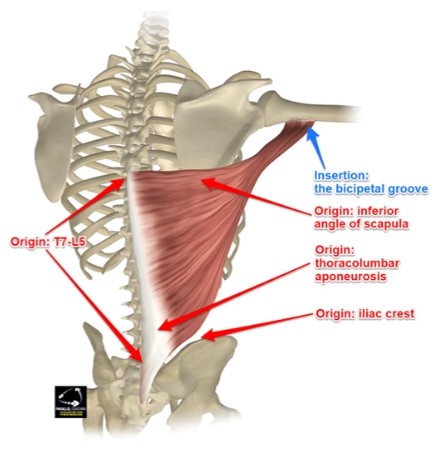 Insertion:
the bicipetal groove
Origin: inferior
angle of scapula
Origin: T7-L5
Origin:
thoracolumbar
aponeurosis
Origin: iliac crest